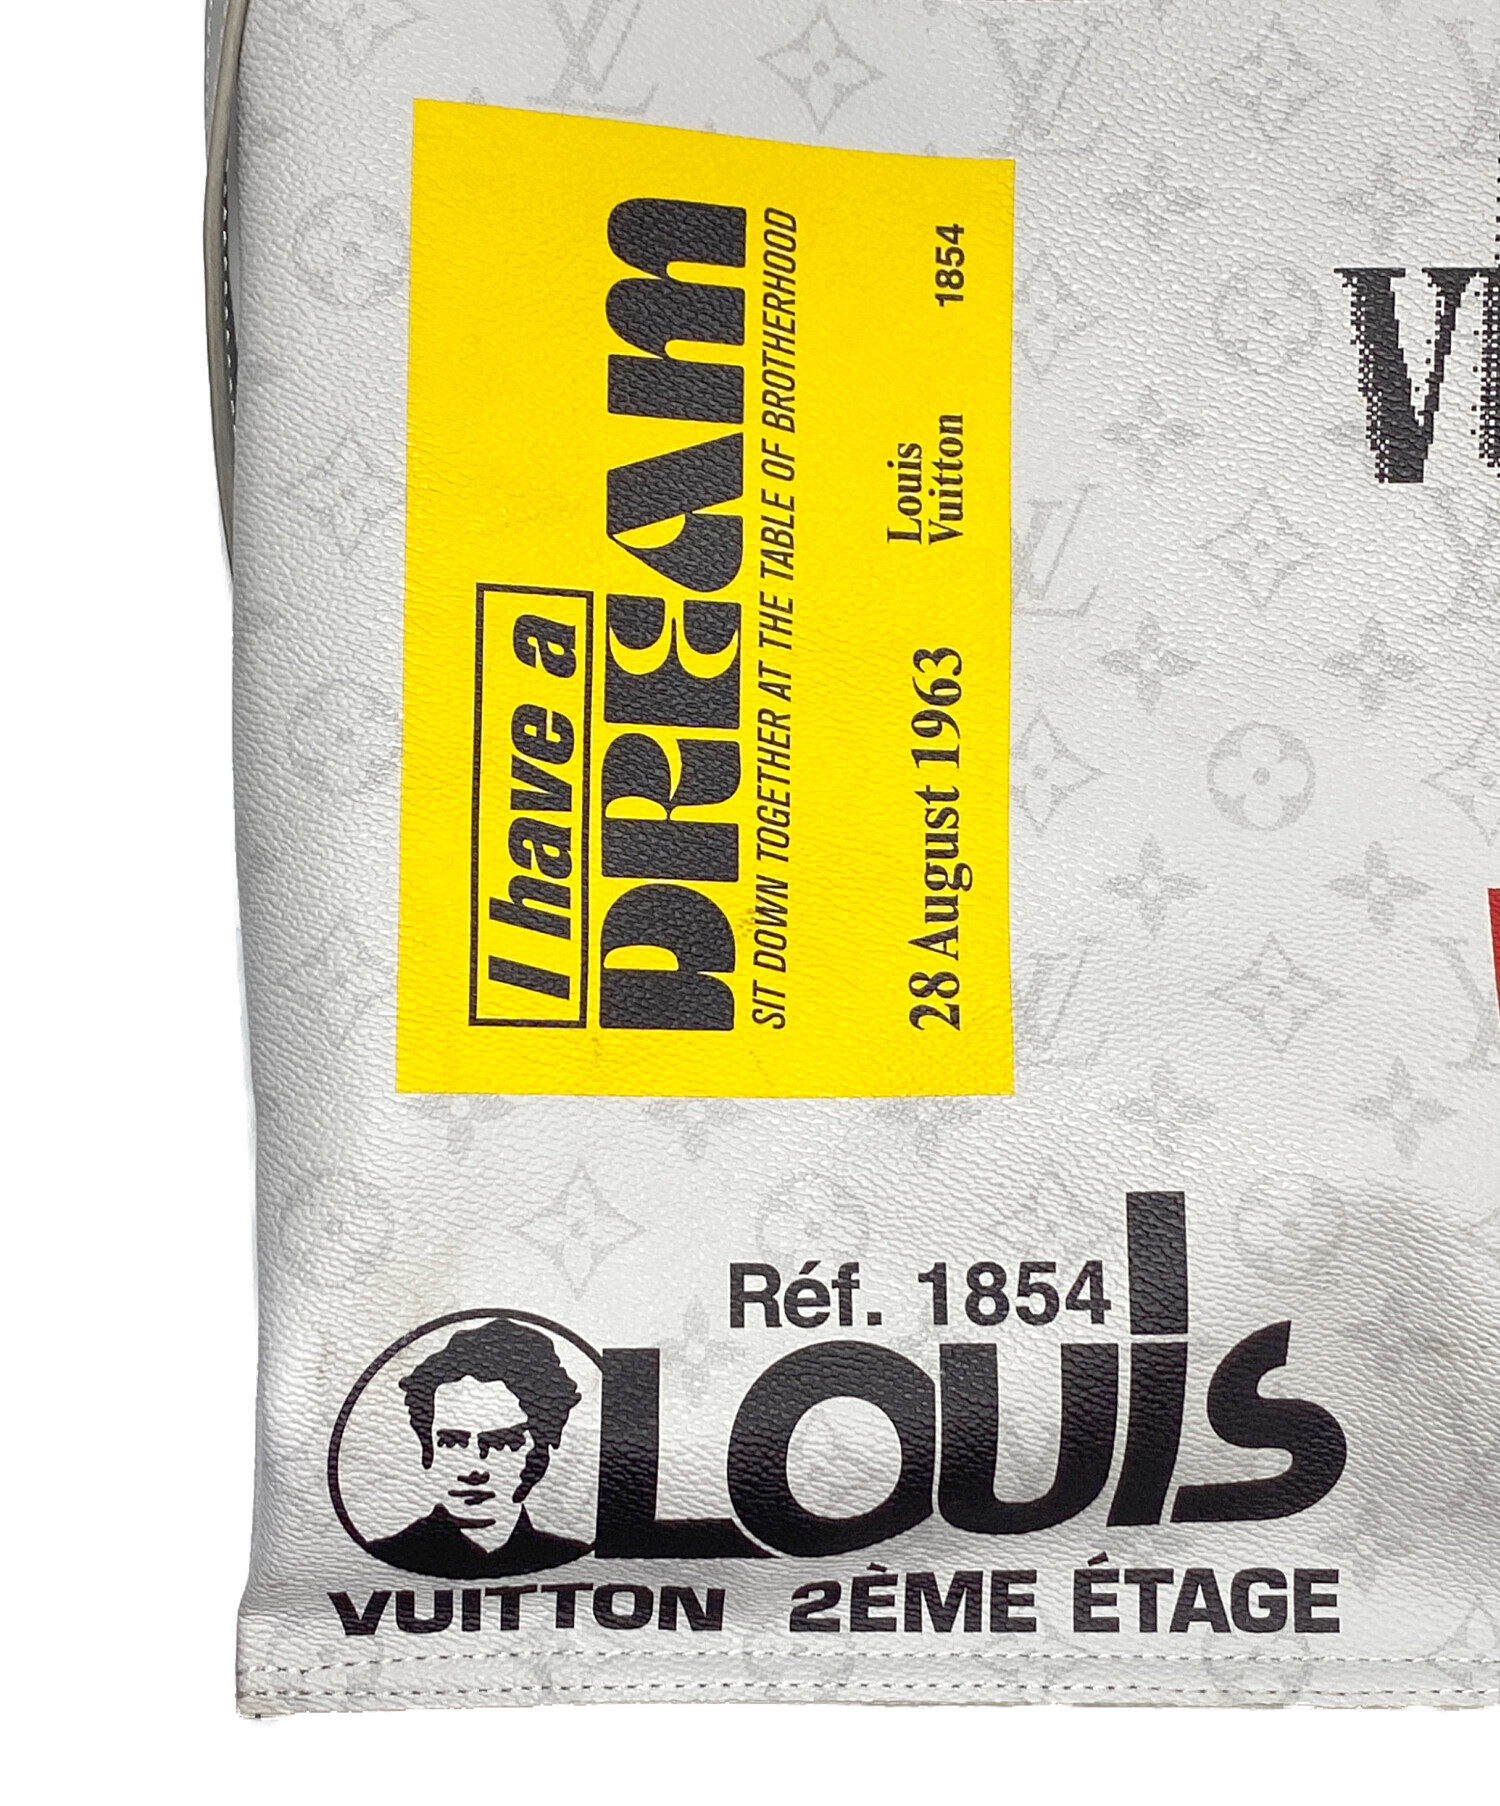 I have a
DREAM
SIT DOWN TOGETHER AT THE TABLE OF BROTHERHOOD
28 August 1963 Louis Vuitton 1854
Réf. 1854
LOUIS
VUITTON 2ÈME ÉTAGE